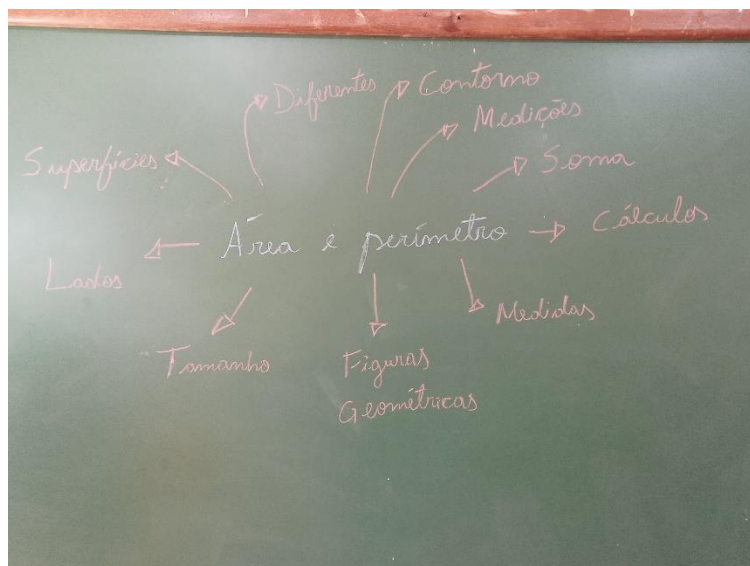 Diferentes
Contorno
Medições
Superfícies
Soma
Área e perímetro
Cálculos
Lados
Medidas
Tamanho
Figuras
Geométricas